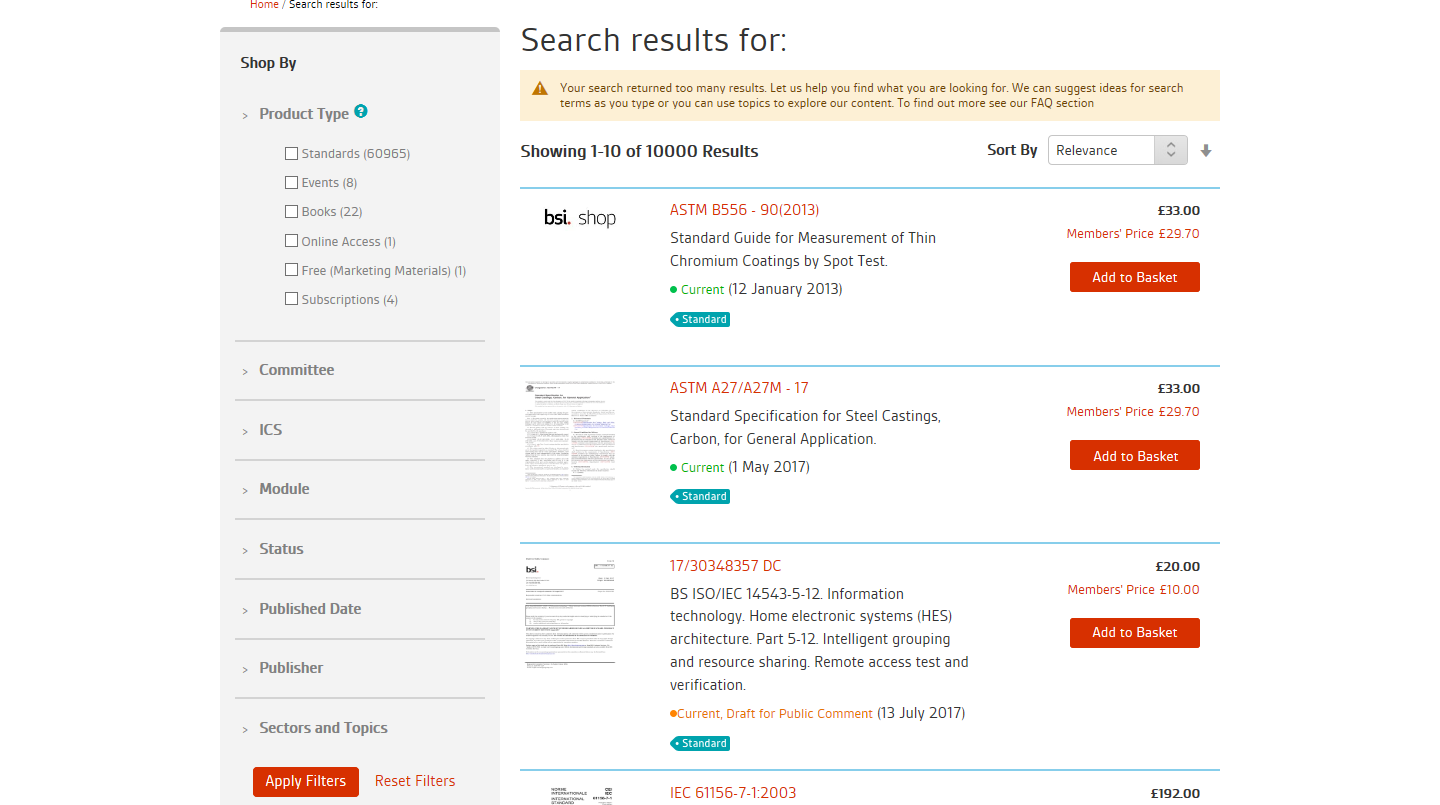 Home / Search results for:
Shop By
> Product Type ?
Standards (60965)
Events (8)
Books (22)
Online Access (1)
Free (Marketing Materials) (1)
Subscriptions (4)
> Committee
> ICS
> Module
> Status
> Published Date
> Publisher
> Sectors and Topics
Apply Filters Reset Filters
Search results for:
Your search returned too many results. Let us help you find what you are looking for. We can suggest ideas for search
terms as you type or you can use topics to explore our content. To find out more see our FAQ section
Showing 1-10 of 10000 Results
Sort By Relevance
bsi. shop
ASTM B556 - 90(2013)
Standard Guide for Measurement of Thin
Chromium Coatings by Spot Test.
Current (12 January 2013)
Standard
£33.00
Members' Price £29.70
Add to Basket
ASTM A27/A27M - 17
Standard Specification for Steel Castings,
Carbon, for General Application.
Current (1 May 2017)
Standard
£33.00
Members' Price £29.70
Add to Basket
bsi.
17/30348357 DC
BS ISO/IEC 14543-5-12. Information
technology. Home electronic systems (HES)
architecture. Part 5-12. Intelligent grouping
and resource sharing. Remote access test and
verification.
Current, Draft for Public Comment (13 July 2017)
Standard
£20.00
Members' Price £10.00
Add to Basket
NORME
INTERNATIONALE
INTERNATIONAL
STANDARD
CEI
IEC
61156-7-1
IEC 61156-7-1:2003
£192.00